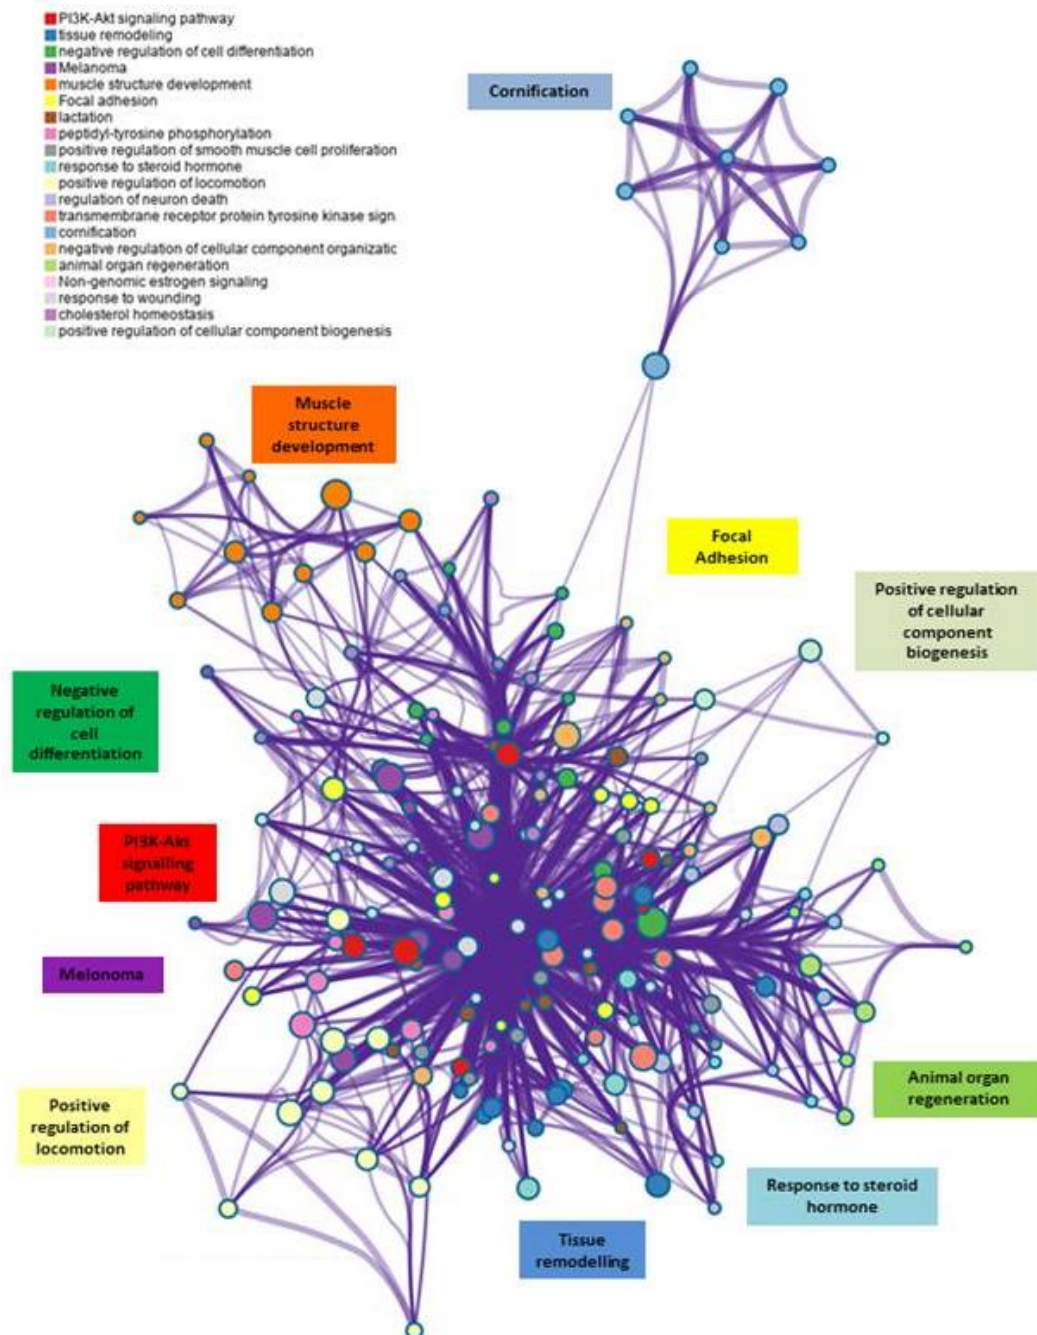 PI3K-Akt signaling pathway
tissue remodeling
negative regulation of cell differentiation
Melanoma
muscle structure development
Focal adhesion
lactation
peptidyl-tyrosine phosphorylation
positive regulation of smooth muscle cell proliferation
response to steroid hormone
positive regulation of locomotion
regulation of neuron death
transmembrane receptor protein tyrosine kinase sign
cornification
negative regulation of cellular component organizatic
animal organ regeneration
Non-genomic estrogen signaling
response to wounding
cholesterol homeostasis
positive regulation of cellular component biogenesis
Cornification
Muscle
structure
development
Focal
Adhesion
Positive regulation
of cellular
component
biogenesis
Negative
regulation of
cell
differentiation
PI3K-Akt
signalling
pathway
Melonoma
Positive
regulation of
locomotion
Animal organ
regeneration
Response to steroid
hormone
Tissue
remodelling